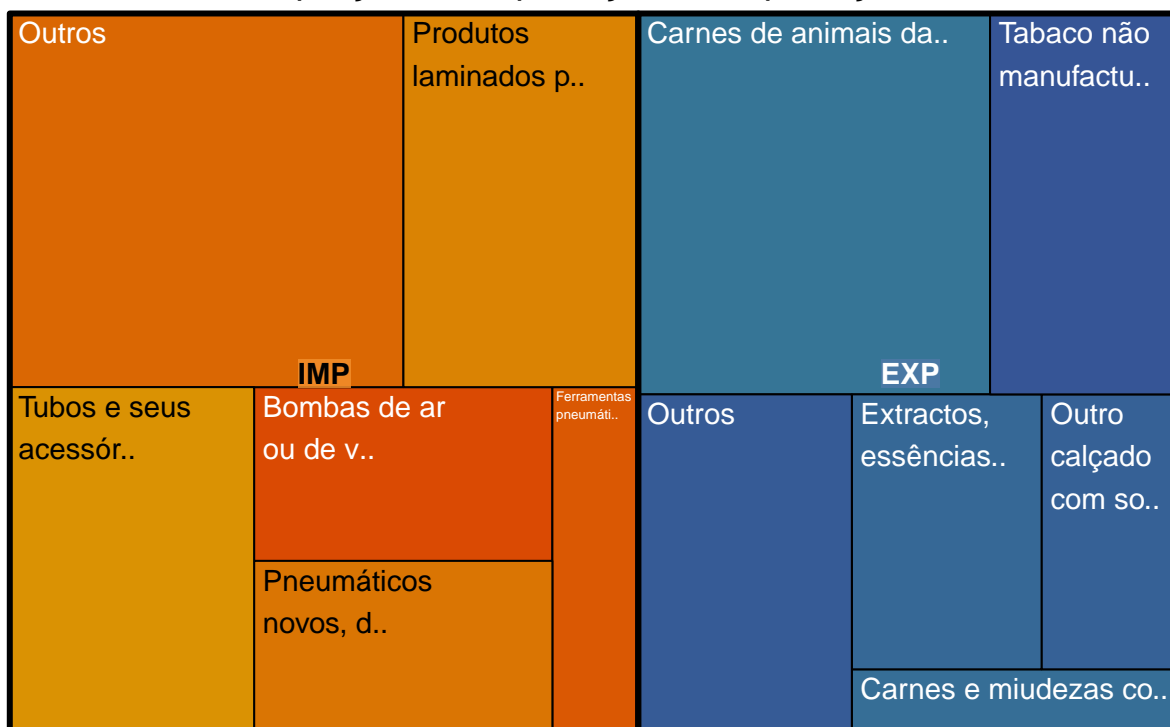 Outros
Produtos
laminados p..
IMP
Tubos e seus
acessór..
Bombas de ar
ou de v..
Ferramentas
pneumáti..
Pneumáticos
novos, d..
Carnes de animais da..
Tabaco não
manufactu..
EXP
Outros
Extractos,
essências..
Outro
calçado
com so..
Carnes e miudezas co..